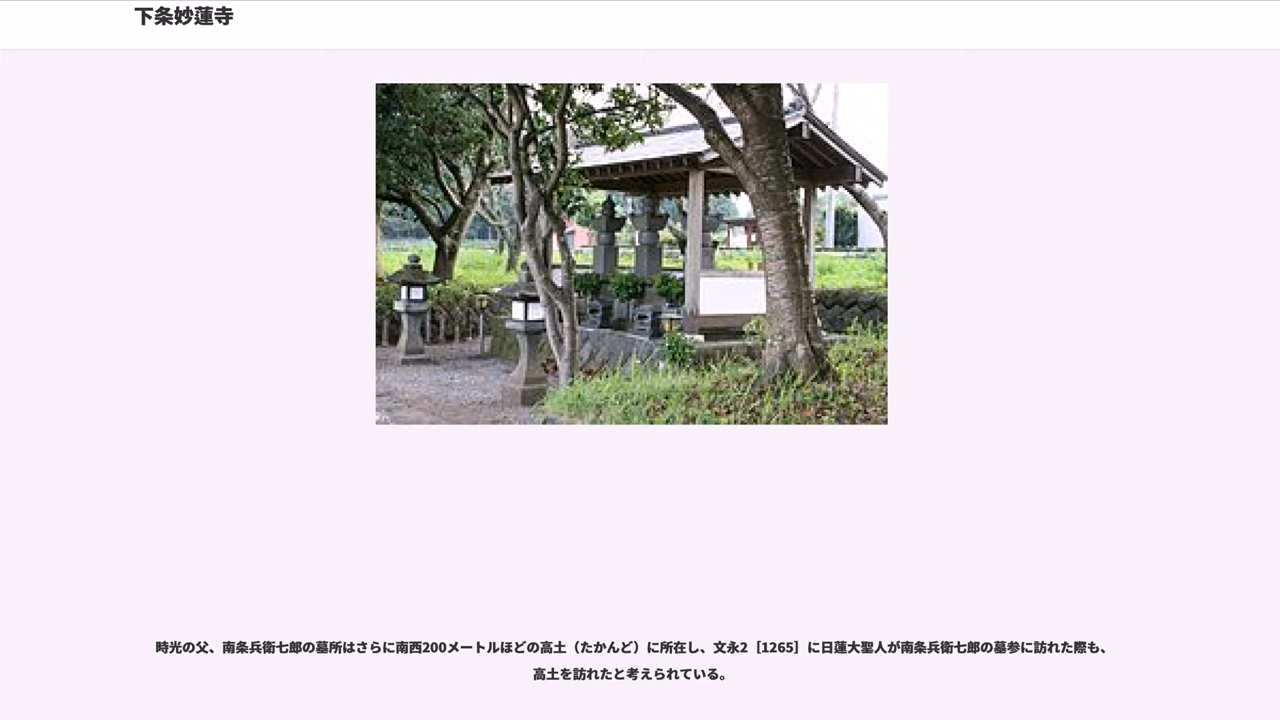 下条妙蓮寺
時光の父、南条兵衛七郎の墓所はさらに南西200メートルほどの高土（たかんど）に所在し、文永2［1265］に日蓮大聖人が南条兵衛七郎の墓参に訪れた際も、
高土を訪れたと考えられている。